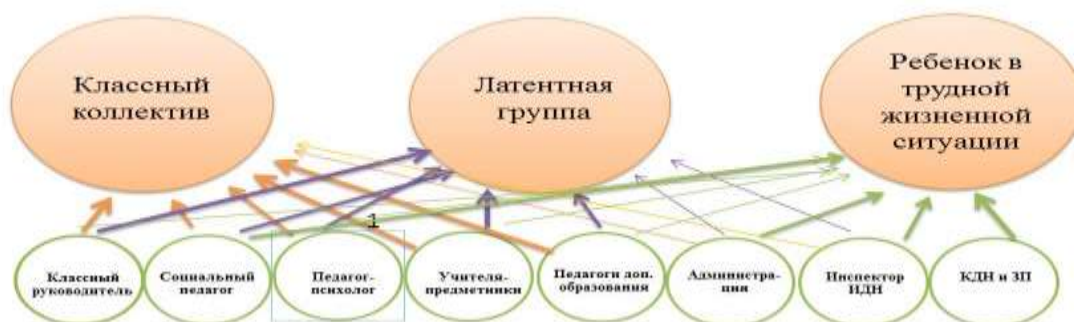 Классный
коллектив
Латентная
группа
Ребенок в
трудной
жизненной
ситуации
1
Классный
руководитель
Социальный
педагог
Педагог-
психолог
Учителя-
предметники
Педагоги доп.
образования
Администра-
ция
Инспектор
ИДН
КДН и ЗП